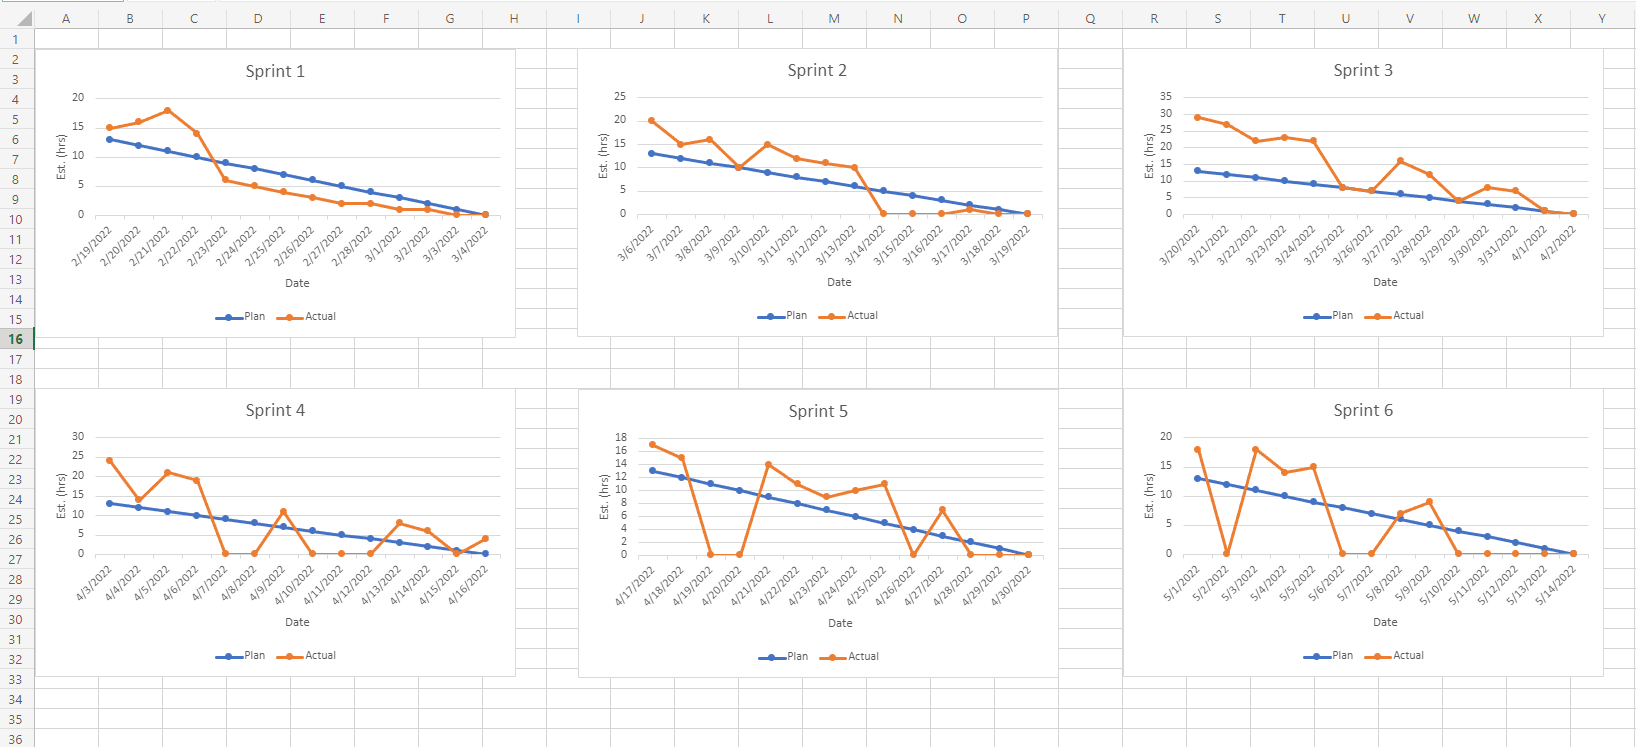 A B C D E F G H I J K L M N O P Q R S T U V W X Y
1
2
3
4
5
6
7
8
9
10
11
12
13
14
15
16
17
18
19
20
21
22
23
24
25
26
27
28
29
30
31
32
33
34
35
36
Sprint 1
Est. (hrs)
20
15
10
5
0
2/19/2022 2/20/2022 2/21/2022 2/22/2022 2/23/2022 2/24/2022 2/25/2022 2/26/2022 2/27/2022 2/28/2022 3/1/2022 3/2/2022 3/3/2022 3/4/2022
Date
Plan Actual
Sprint 2
Est. (hrs)
25
20
15
10
5
0
3/6/2022 3/7/2022 3/8/2022 3/9/2022 3/10/2022 3/11/2022 3/12/2022 3/13/2022 3/14/2022 3/15/2022 3/16/2022 3/17/2022 3/18/2022 3/19/2022
Date
Plan Actual
Sprint 3
Est. (hrs)
35
30
25
20
15
10
5
0
3/20/2022 3/21/2022 3/22/2022 3/23/2022 3/24/2022 3/25/2022 3/26/2022 3/27/2022 3/28/2022 3/29/2022 3/30/2022 3/31/2022 4/1/2022 4/2/2022
Date
Plan Actual
Sprint 4
Est. (hrs)
30
25
20
15
10
5
0
4/3/2022 4/4/2022 4/5/2022 4/6/2022 4/7/2022 4/8/2022 4/9/2022 4/10/2022 4/11/2022 4/12/2022 4/13/2022 4/14/2022 4/15/2022 4/16/2022
Date
Plan Actual
Sprint 5
Est. (hrs)
18
16
14
12
10
8
6
4
2
0
4/17/2022 4/18/2022 4/19/2022 4/20/2022 4/21/2022 4/22/2022 4/23/2022 4/24/2022 4/25/2022 4/26/2022 4/27/2022 4/28/2022 4/29/2022 4/30/2022
Date
Plan Actual
Sprint 6
Est. (hrs)
20
15
10
5
0
5/1/2022 5/2/2022 5/3/2022 5/4/2022 5/5/2022 5/6/2022 5/7/2022 5/8/2022 5/9/2022 5/10/2022 5/11/2022 5/12/2022 5/13/2022 5/14/2022
Date
Plan Actual